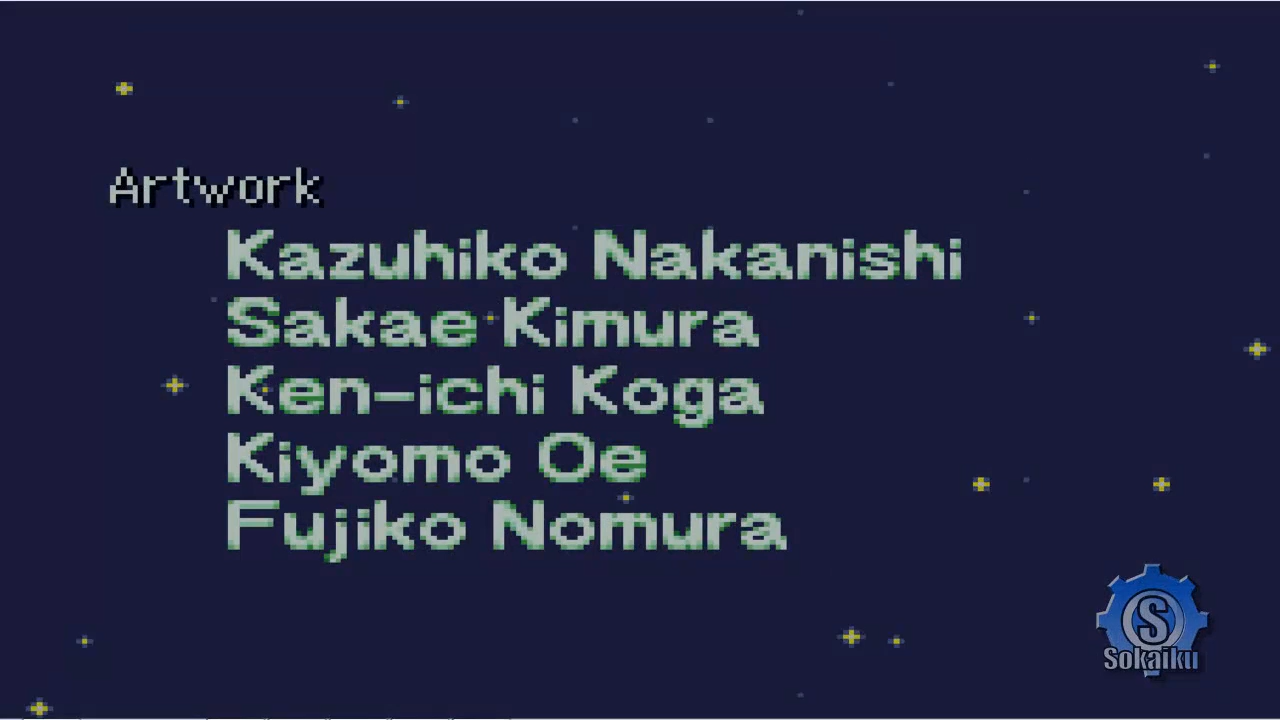 Artwork
Kazuhiko Nakanishi
Sakae Kimura
Ken-ichi Koga
Kiyomo Oe
Fujiko Nomura
S
Sokaiku